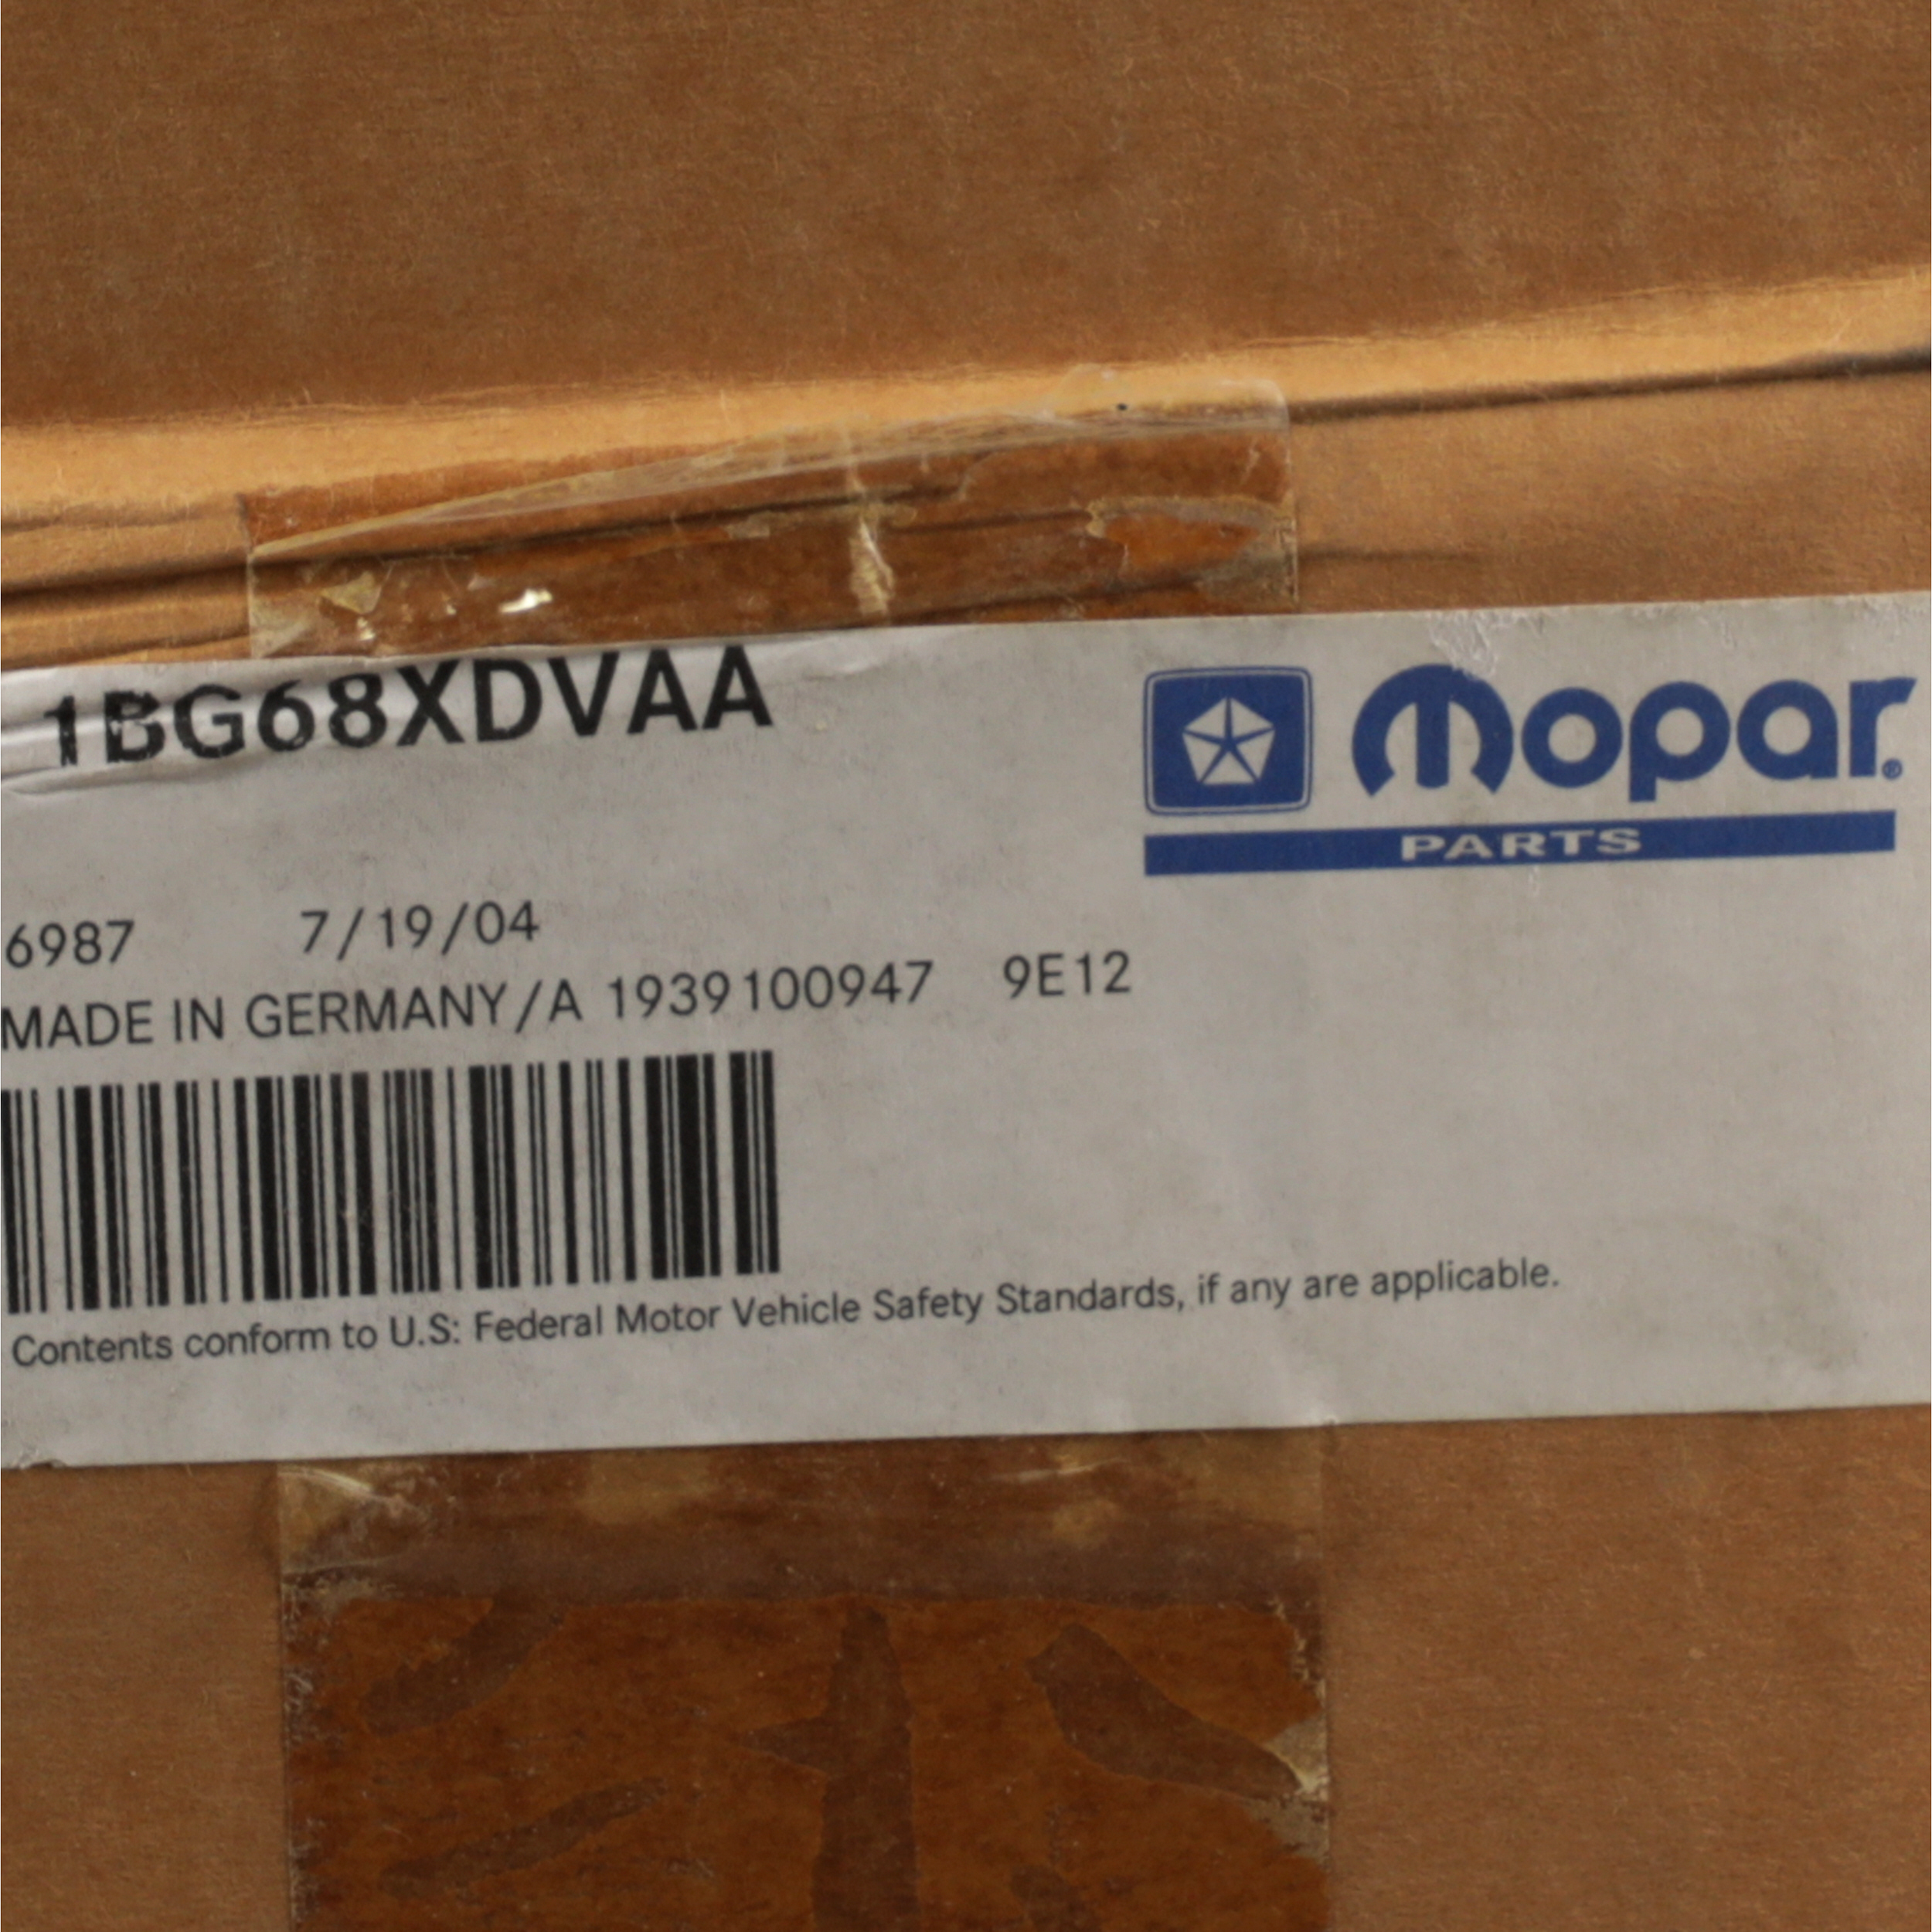 1BG68XDVAA
Mopar®
PARTS
6987 7/19/04
MADE IN GERMANY/A 1939100947 9E12
Contents conform to U.S: Federal Motor Vehicle Safety Standards, if any are applicable.